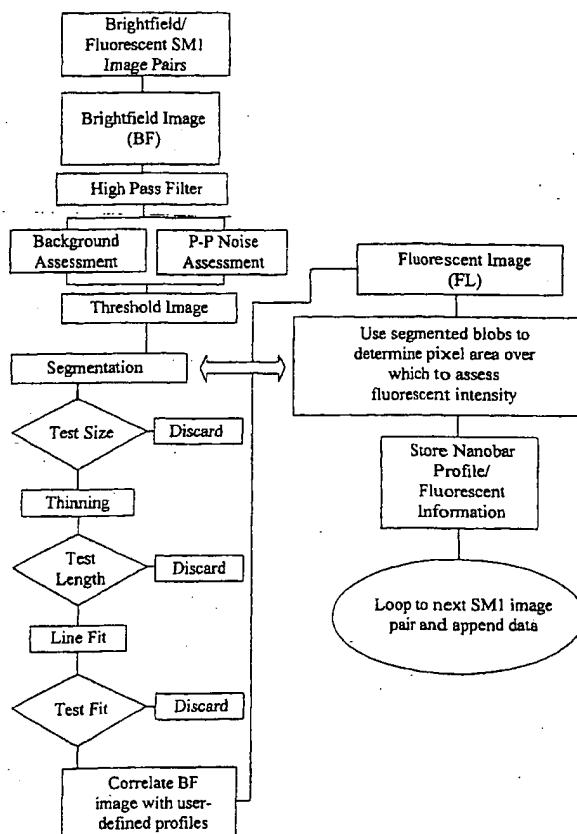 Brightfield/
Fluorescent SM1
Image Pairs
Brightfield Image
(BF)
High Pass Filter
Background
Assessment
P-P Noise
Assessment
Threshold Image
Segmentation
Test Size
Discard
Thinning
Test
Length
Discard
Line Fit
Test Fit
Discard
Correlate BF
image with user-
defined profiles
Fluorescent Image
(FL)
Use segmented blobs to
determine pixel area over
which to assess
fluorescent intensity
Store Nanobar
Profile/
Fluorescent
Information
Loop to next SM1 image
pair and append data